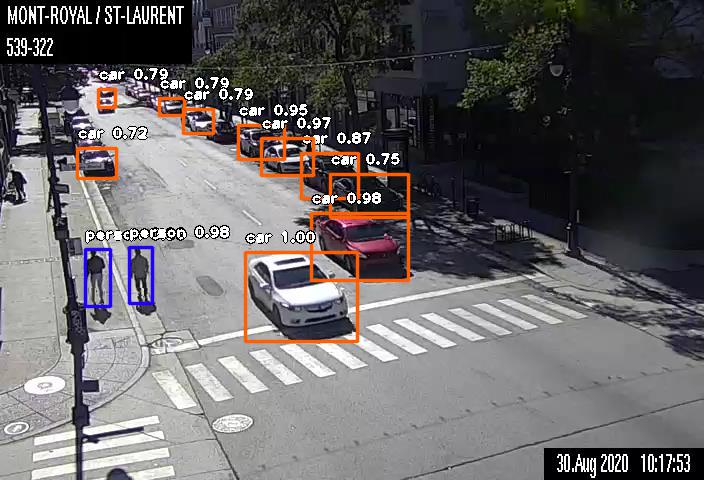 MONT-ROYAL / ST-LAURENT
539-322
car 0.79
car 0.79
car 0.79
car 0.95
car 0.97
car 0.72
0.87
car 0.75
car 0.98
person 0.98
car 1.00
30.Aug 2020 10:17:53